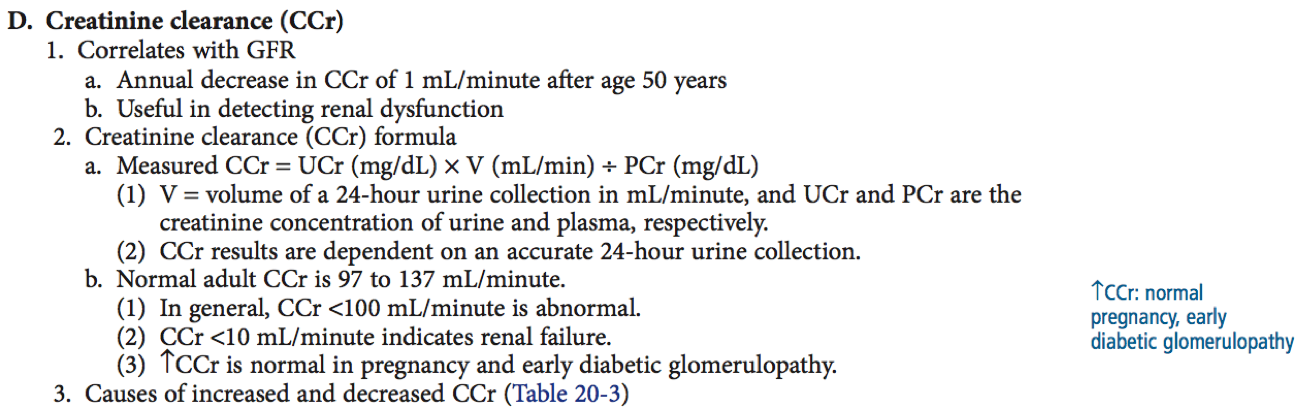 D. Creatinine clearance (CCr)
1. Correlates with GFR
a. Annual decrease in CCr of 1 mL/minute after age 50 years
b. Useful in detecting renal dysfunction
2. Creatinine clearance (CCr) formula
a. Measured CCr = UCr (mg/dL) × V (mL/min) ÷ PCr (mg/dL)
(1) V = volume of a 24-hour urine collection in mL/minute, and UCr and PCr are the
creatinine concentration of urine and plasma, respectively.
(2) CCr results are dependent on an accurate 24-hour urine collection.
b. Normal adult CCr is 97 to 137 mL/minute.
(1) In general, CCr <100 mL/minute is abnormal.
(2) CCr <10 mL/minute indicates renal failure.
(3) ↑CCr is normal in pregnancy and early diabetic glomerulopathy.
3. Causes of increased and decreased CCr (Table 20-3)
↑CCr: normal
pregnancy, early
diabetic glomerulopathy